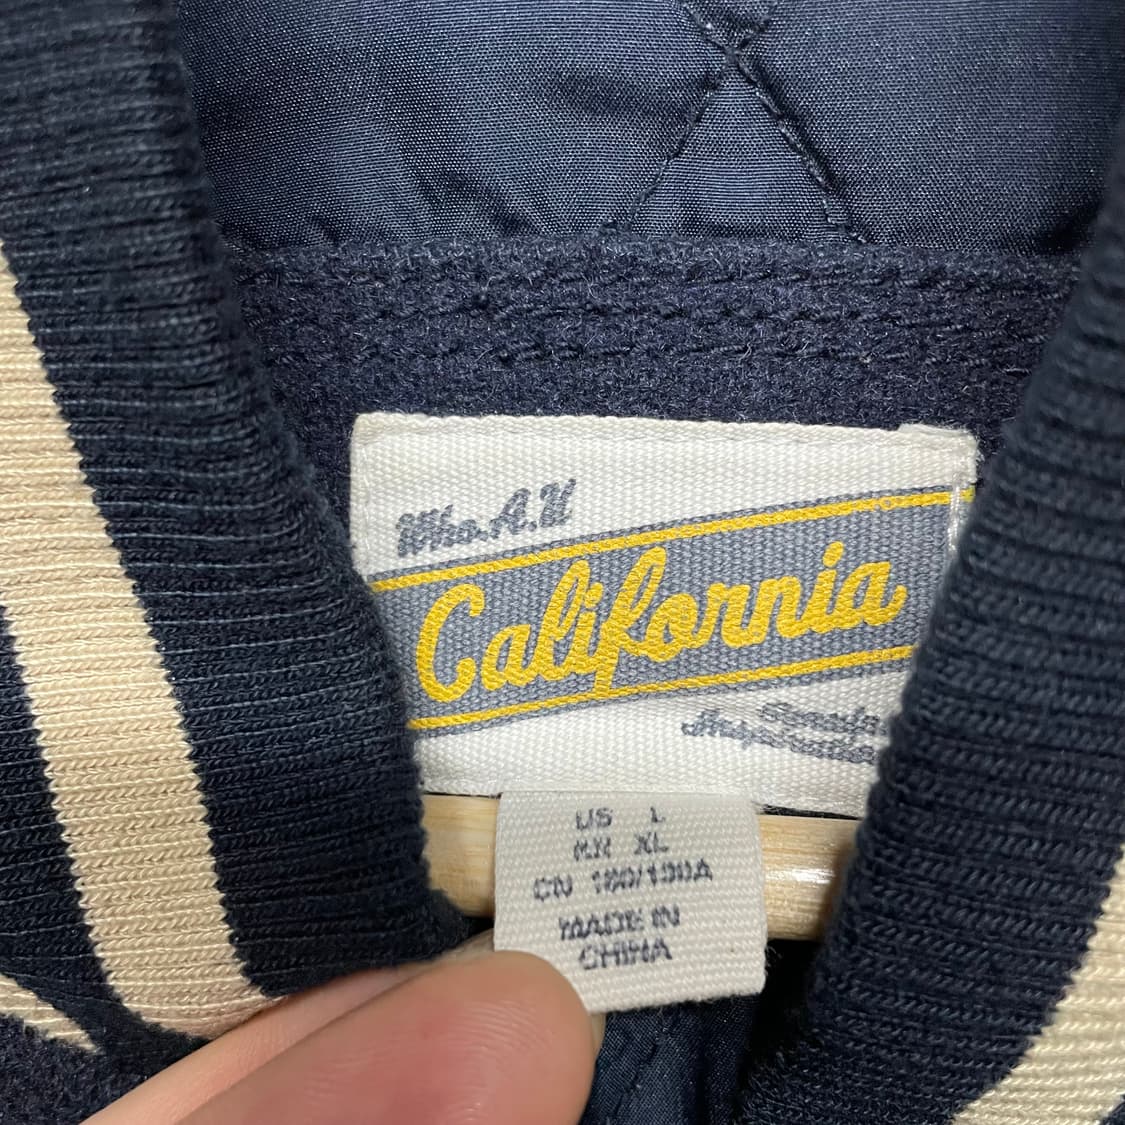 Who.A.U
California
US L
KR XL
CN 180/100A
MADE IN
CHINA